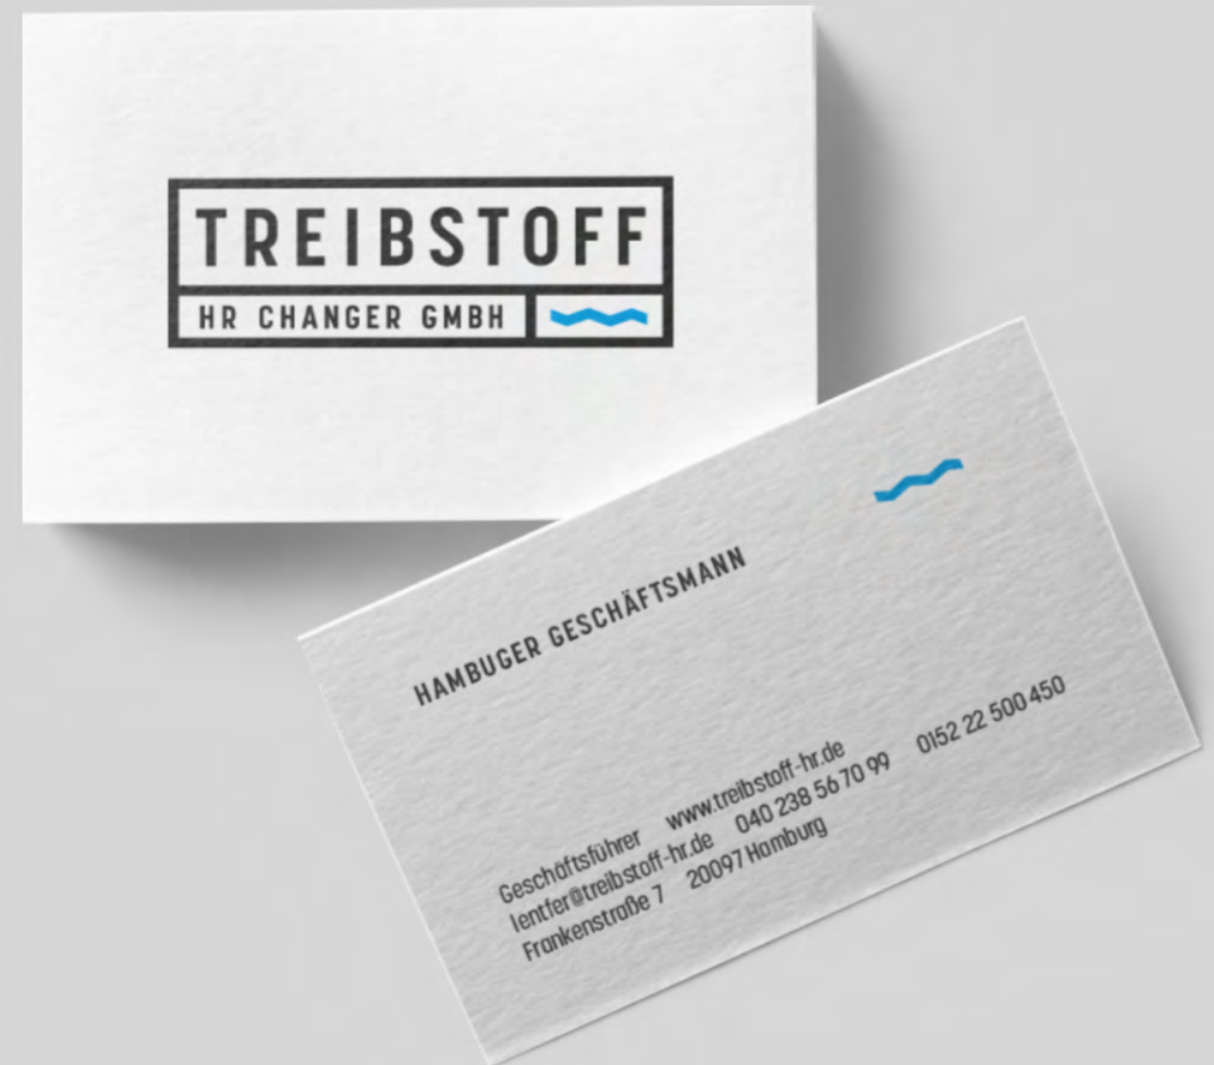 TREIBSTOFF
HR CHANGER GMBH
HAMBUGER GESCHÄFTSMANN
Geschäftsführer www.treibstoff-hr.de
lentfer@treibstoff-hr.de 040 238 56 70 99 0152 22 500 450
Frankenstraße 7 20097 Hamburg